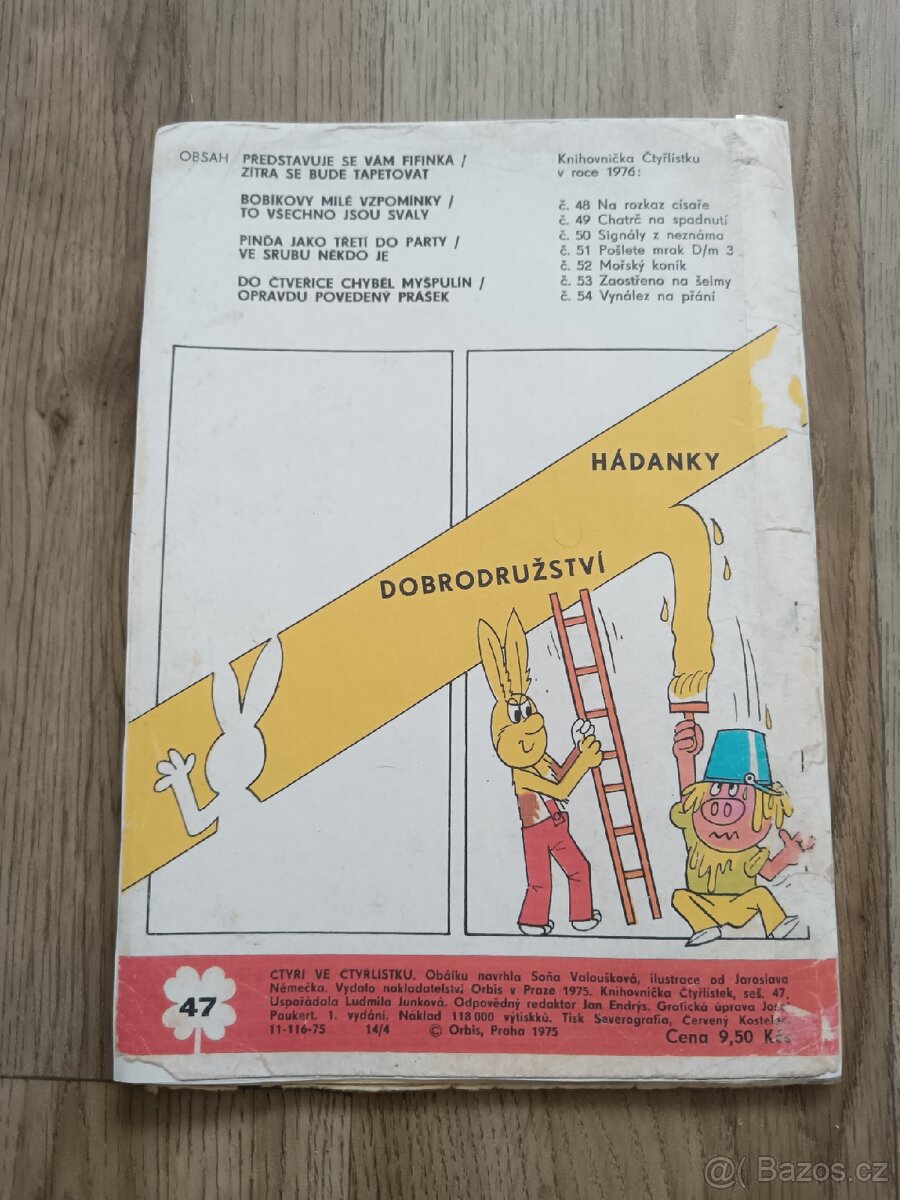 OBSAH PREDSTAVUJE SE VÁM FIFINKA /
ZÍTRA SE BUDE TAPETOVAT
BOBÍKOVY MILÉ VZPOMÍNKY /
TO VŠECHNO JSOU SVALY
PINĎA JAKO TŘETÍ DO PARTY /
VE SRUBU NĚKDO JE
DO ČTVEŘICE CHYBĚL MYŠPULÍN /
OPRAVDU POVEDENÝ PRÁŠEK
Knihovnička Čtyřlístku
v roce 1976:
č. 48 Na rozkaz císaře
č. 49 Chatrč na spadnutí
č. 50 Signály z neznáma
č. 51 Pošlete mrak D/m 3
č. 52 Mořský koník
č. 53 Zaostřeno na šelmy
č. 54 Vynález na přání
HÁDANKY
DOBRODRUŽSTVÍ
47
ČTYŘI VE ČTYŘLÍSTKU. Obálku navrhla Soňa Valoušková, ilustrace od Jaroslava
Němečka. Vydalo nakladatelství Orbis v Praze 1975. Knihovnička Čtyřlístek, seš. 47.
Uspořádala Ludmila Junková. Odpovědný redaktor Jan Endrýs. Grafická úprava
Paukert. 1. vydání. Náklad 118 000 výtisků. Tisk Severografia, Červený Kostelec.
11-116-75 14/4 © Orbis, Praha 1975
Cena 9,50 Kčs
@( Bazoš.cz